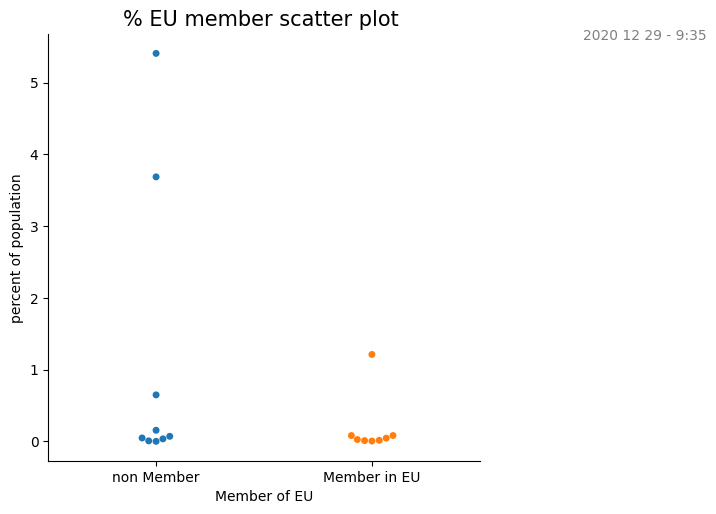 % EU member scatter plot
2020 12 29 - 9:35
percent of population
5
4
3
2
1
0
non Member
Member in EU
Member of EU